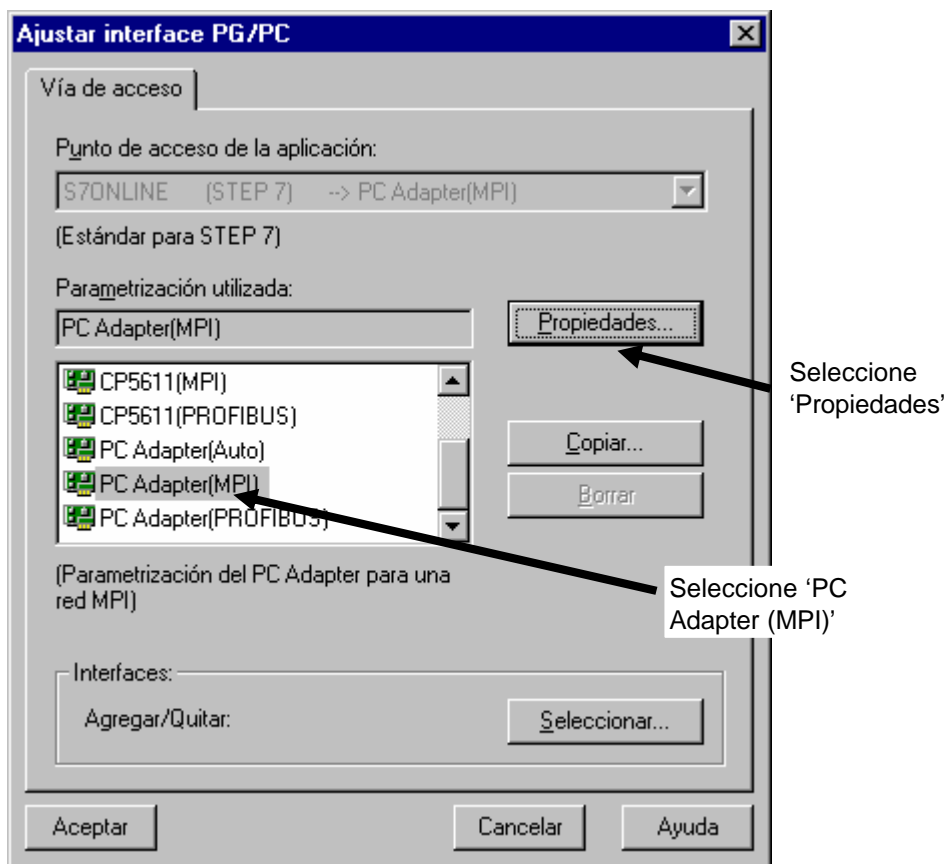 Ajustar interface PG/PC
Vía de acceso
Punto de acceso de la aplicación:
S7ONLINE (STEP 7) --> PC Adapter(MPI)
(Estándar para STEP 7)
Parametrización utilizada:
PC Adapter(MPI)
Propiedades...
CP5611(MPI)
CP5611(PROFIBUS)
PC Adapter(Auto)
PC Adapter(MPI)
PC Adapter(PROFIBUS)
Copiar...
Borrar
Seleccione
‘Propiedades’
(Parametrización del PC Adapter para una
red MPI)
Seleccione ‘PC
Adapter (MPI)’
Interfaces:
Agregar/Quitar:
Seleccionar...
Aceptar
Cancelar
Ayuda